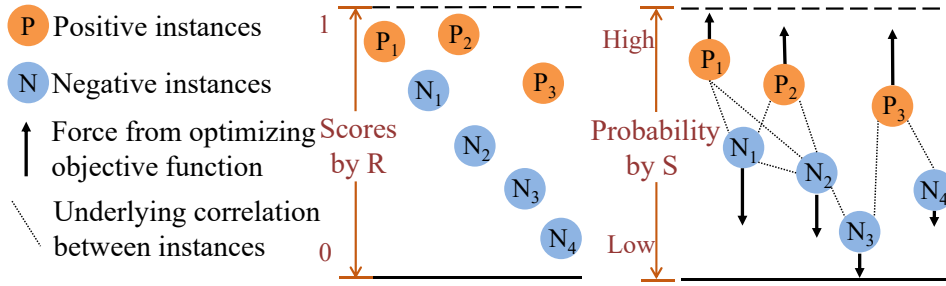 P Positive instances
N Negative instances
Force from optimizing
objective function
Underlying correlation
between instances
1
Scores
by R
0
P1
P2
N1
P3
N2
N3
N4
High
Probability
by S
Low
P1
P2
P3
N1
N2
N4
N3